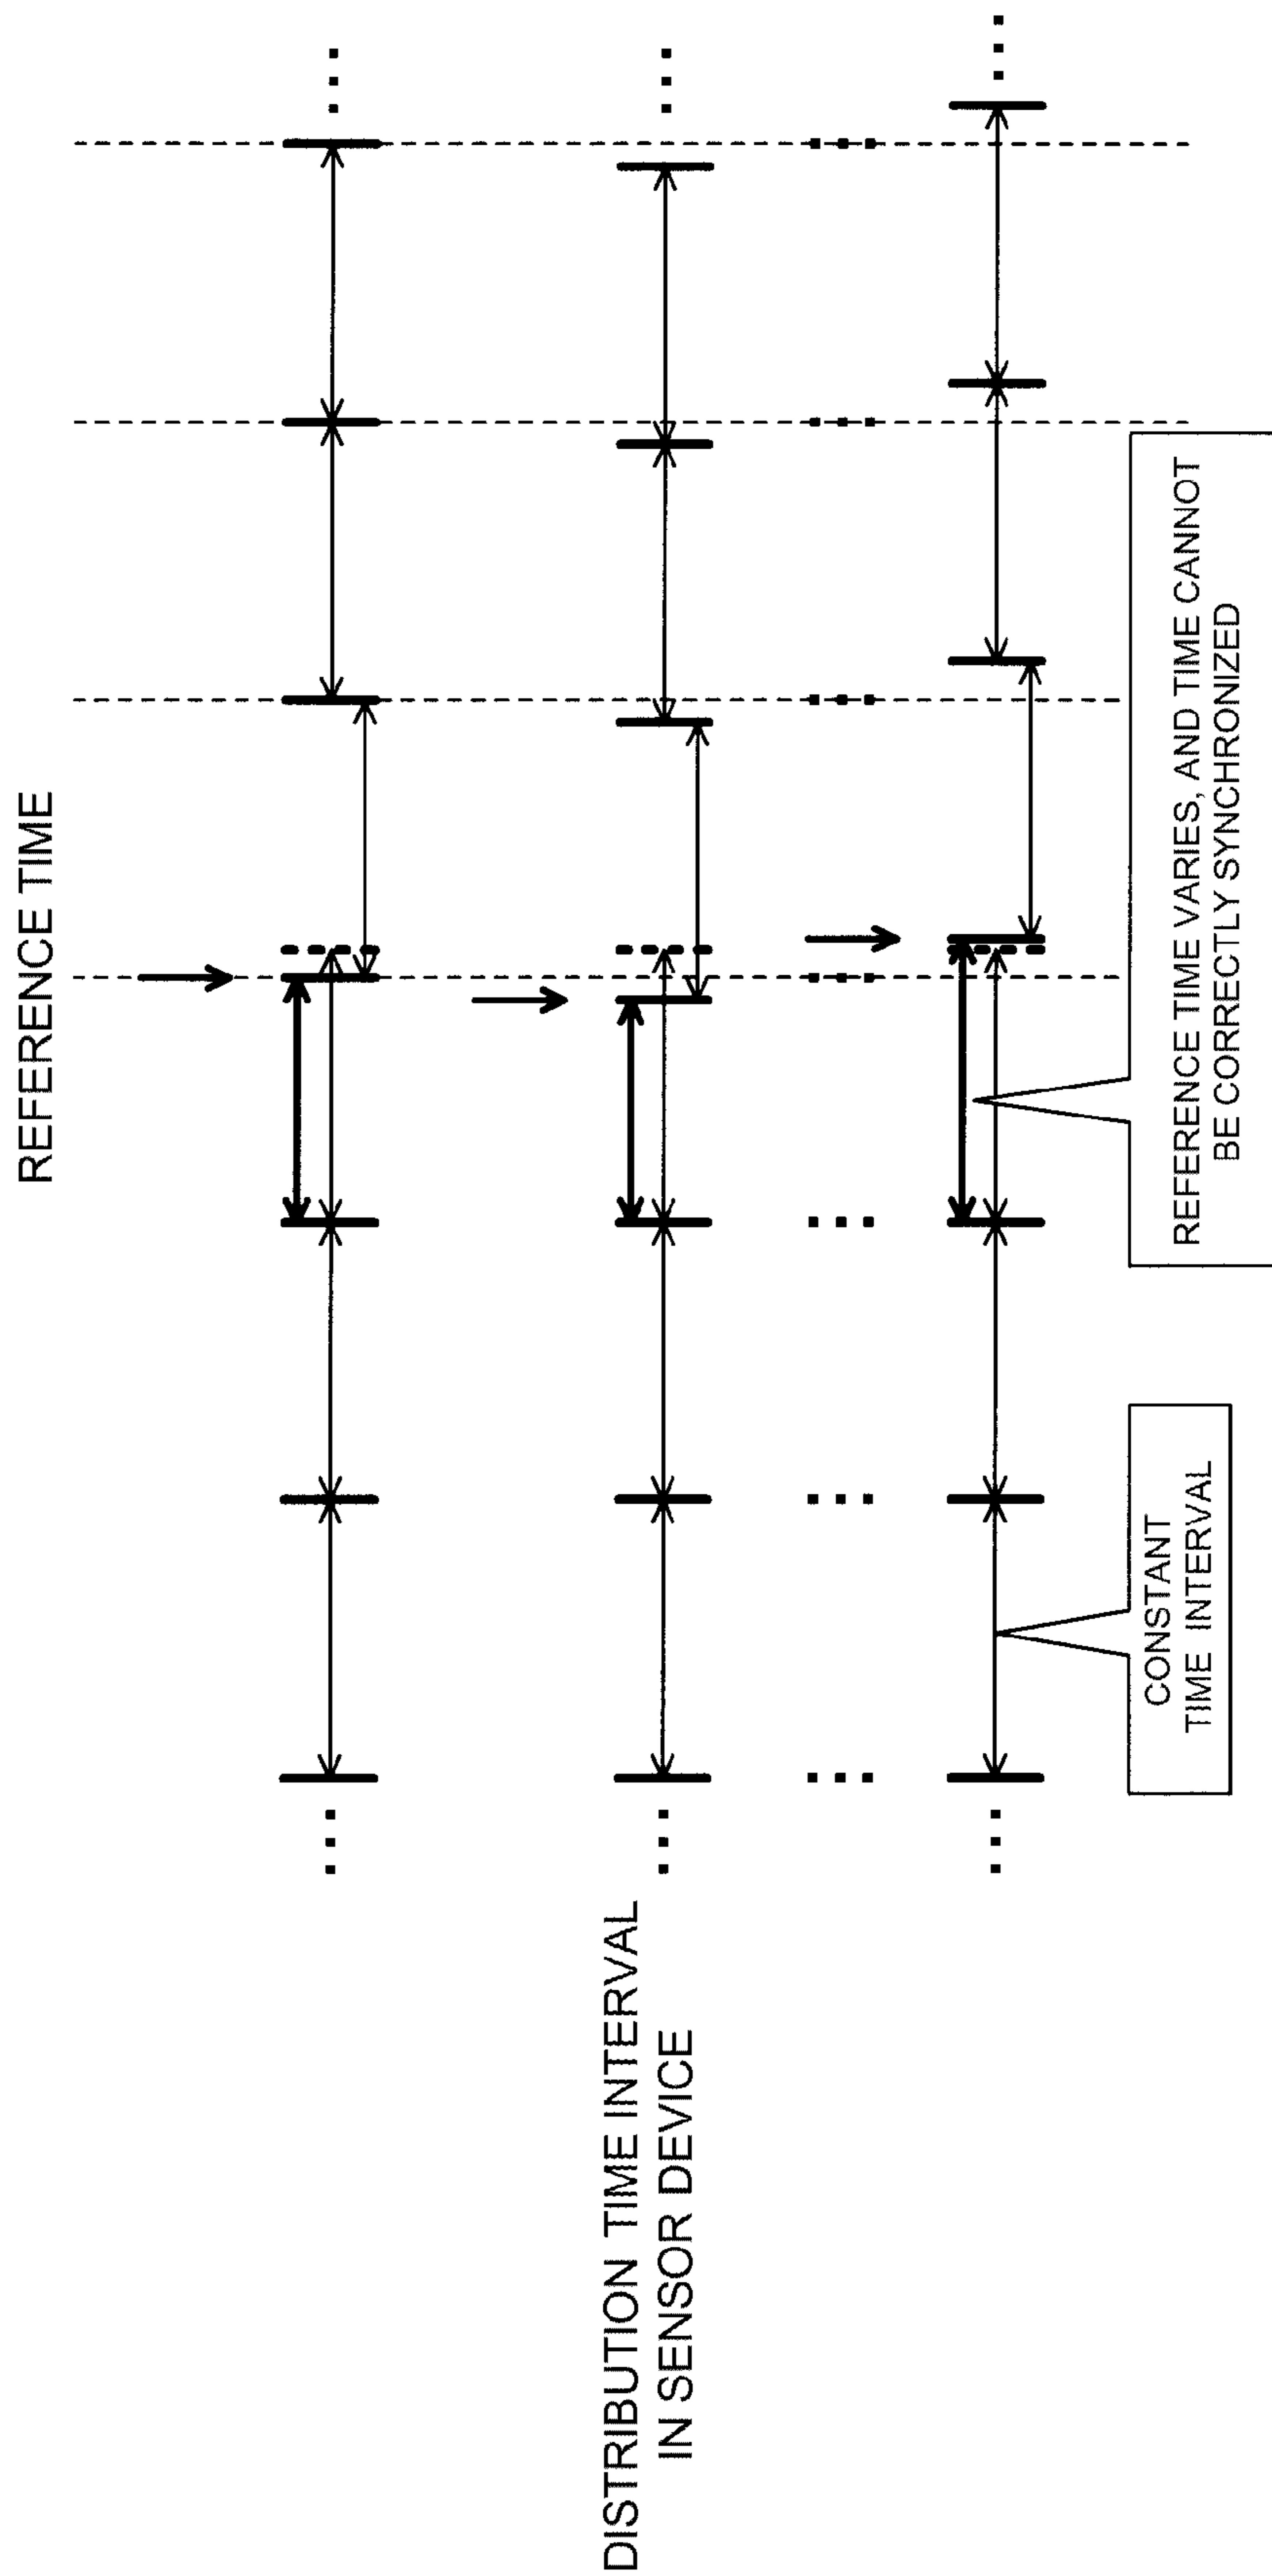 REFERENCE TIME
DISTRIBUTION TIME INTERVAL
IN SENSOR DEVICE
CONSTANT
TIME INTERVAL
REFERENCE TIME VARIES, AND TIME CANNOT
BE CORRECTLY SYNCHRONIZED